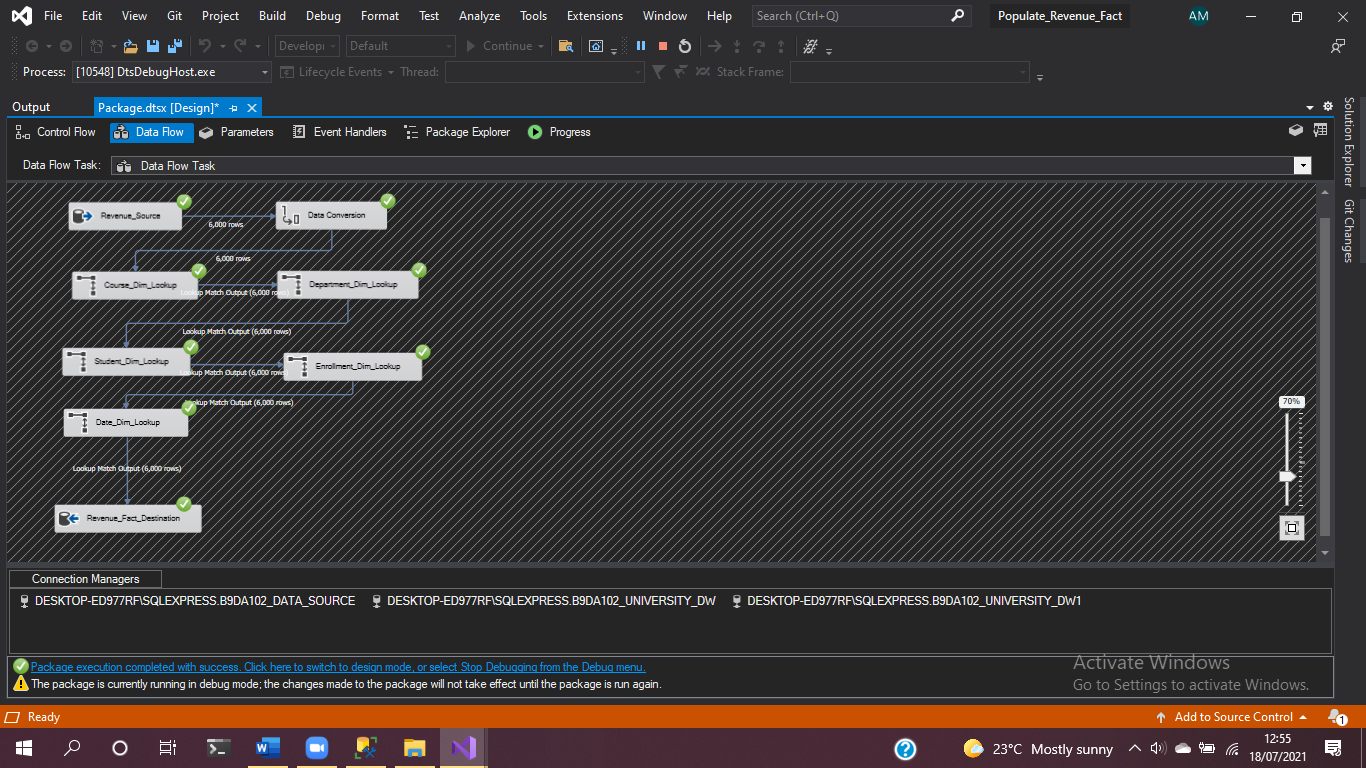 File Edit View Git Project Build Debug Format Test Analyze Tools Extensions Window Help Search (Ctrl+Q) Populate_Revenue_Fact AM
Develop Default Continue
Process: [10548] DtsDebugHost.exe Lifecycle Events Thread: Stack Frame:
Output Package.dtsx [Design]*
Control Flow Data Flow Parameters Event Handlers Package Explorer Progress
Data Flow Task: Data Flow Task
Solution Explorer
Git Changes
Revenue_Source Data Conversion
6,000 rows
6,000 rows
Course_Dim_Lookup Department_Dim_Lookup
Lookup Match Output (6,000 rows)
Lookup Match Output (6,000 rows)
Student_Dim_Lookup Enrollment_Dim_Lookup
Lookup Match Output (6,000 rows)
Lookup Match Output (6,000 rows)
Date_Dim_Lookup
Lookup Match Output (6,000 rows)
Revenue_Fact_Destination
70%
Connection Managers
DESKTOP-ED977RF\SQLEXPRESS.B9DA102_DATA_SOURCE DESKTOP-ED977RF\SQLEXPRESS.B9DA102_UNIVERSITY_DW DESKTOP-ED977RF\SQLEXPRESS.B9DA102_UNIVERSITY_DW1
Package execution completed with success. Click here to switch to design mode, or select Stop Debugging from the Debug menu.
The package is currently running in debug mode; the changes made to the package will not take effect until the package is run again.
Activate Windows
Go to Settings to activate Windows.
Ready Add to Source Control 1
23°C Mostly sunny 12:55
18/07/2021